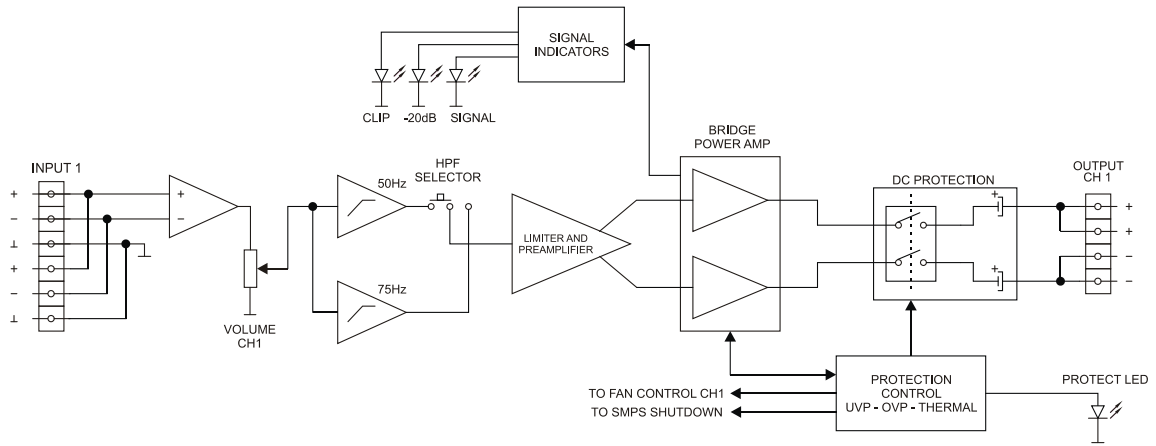 SIGNAL
INDICATORS
CLIP
-20dB
SIGNAL
BRIDGE
POWER AMP
INPUT 1
+
−
⊥
+
−
⊥
+
−
VOLUME
CH1
50Hz
75Hz
HPF
SELECTOR
LIMITER AND
PREAMPLIFIER
DC PROTECTION
+
+
OUTPUT
CH 1
+
+
−
−
TO FAN CONTROL CH1
TO SMPS SHUTDOWN
PROTECTION
CONTROL
UVP - OVP - THERMAL
PROTECT LED